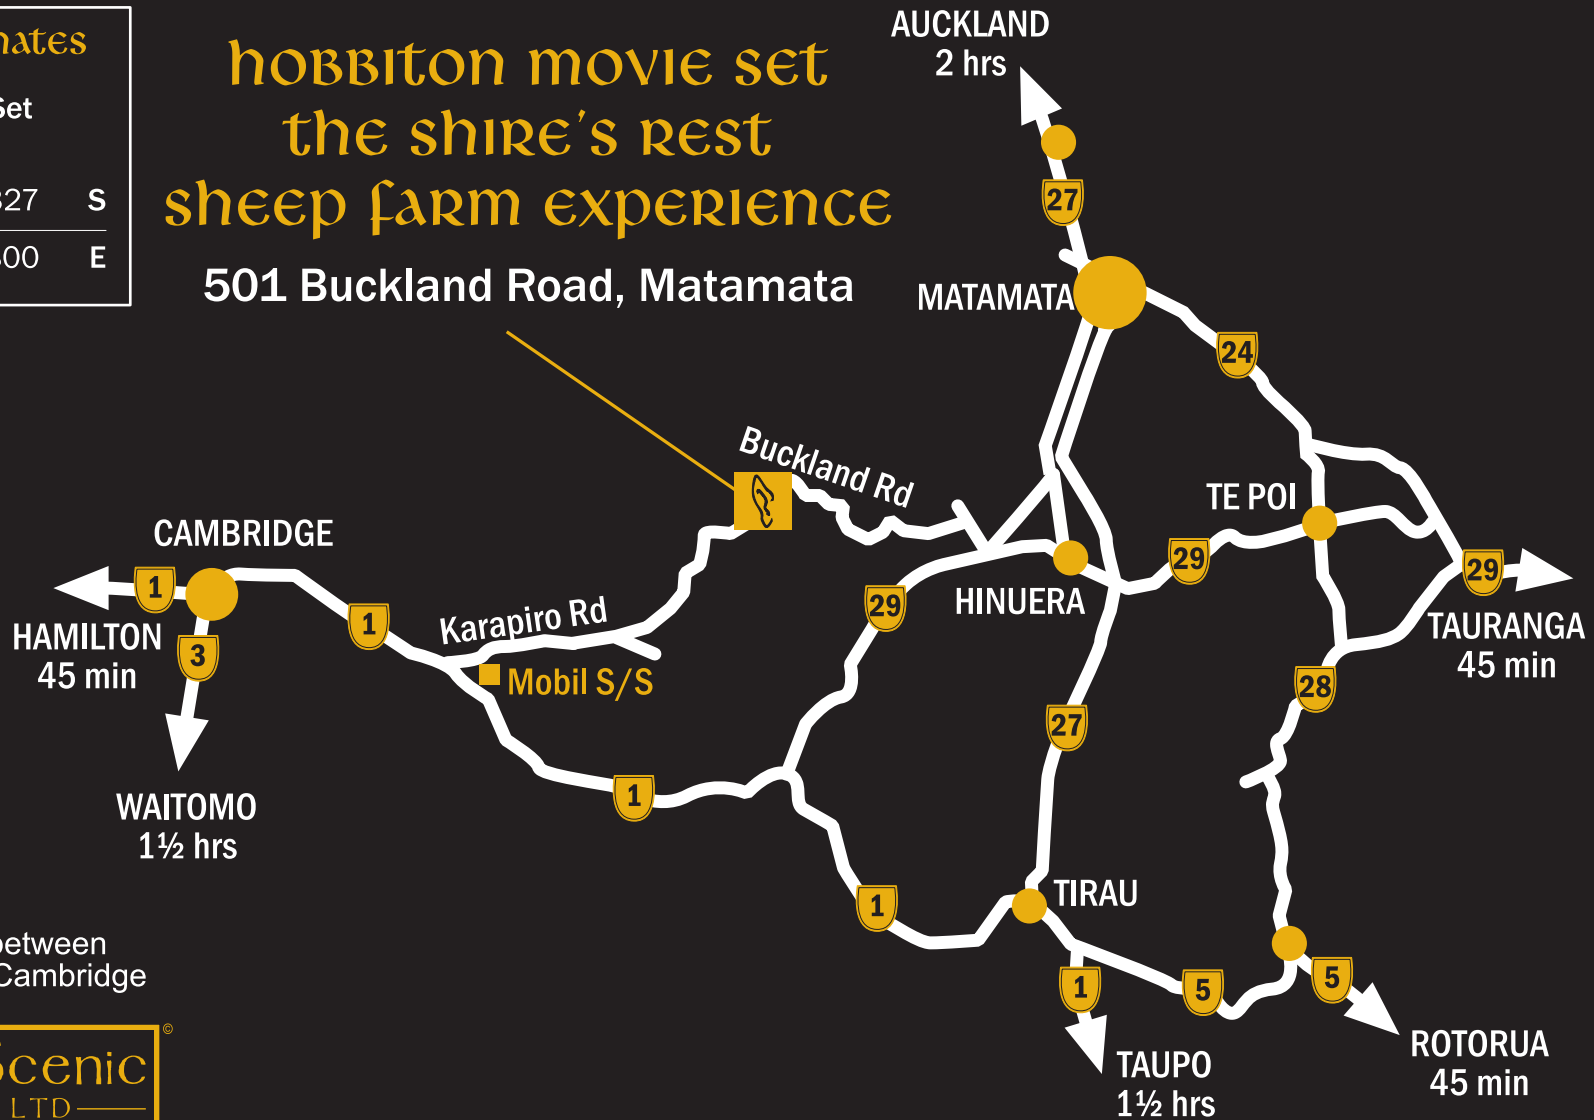 Set
S
E
hobbiton movie set
the shire's rest
sheep farm experience
501 Buckland Road, Matamata
AUCKLAND
2 hrs
27
MATAMATA
24
Buckland Rd
TE POI
CAMBRIDGE
1
HAMILTON
45 min
3
1
Karapiro Rd
Mobil S/S
29
HINUERA
29
29
TAURANGA
45 min
28
27
WAITOMO
1½ hrs
1
1
TIRAU
between
Cambridge
1
5
5
TAUPO
1½ hrs
ROTORUA
45 min
©
Scenic
LTD